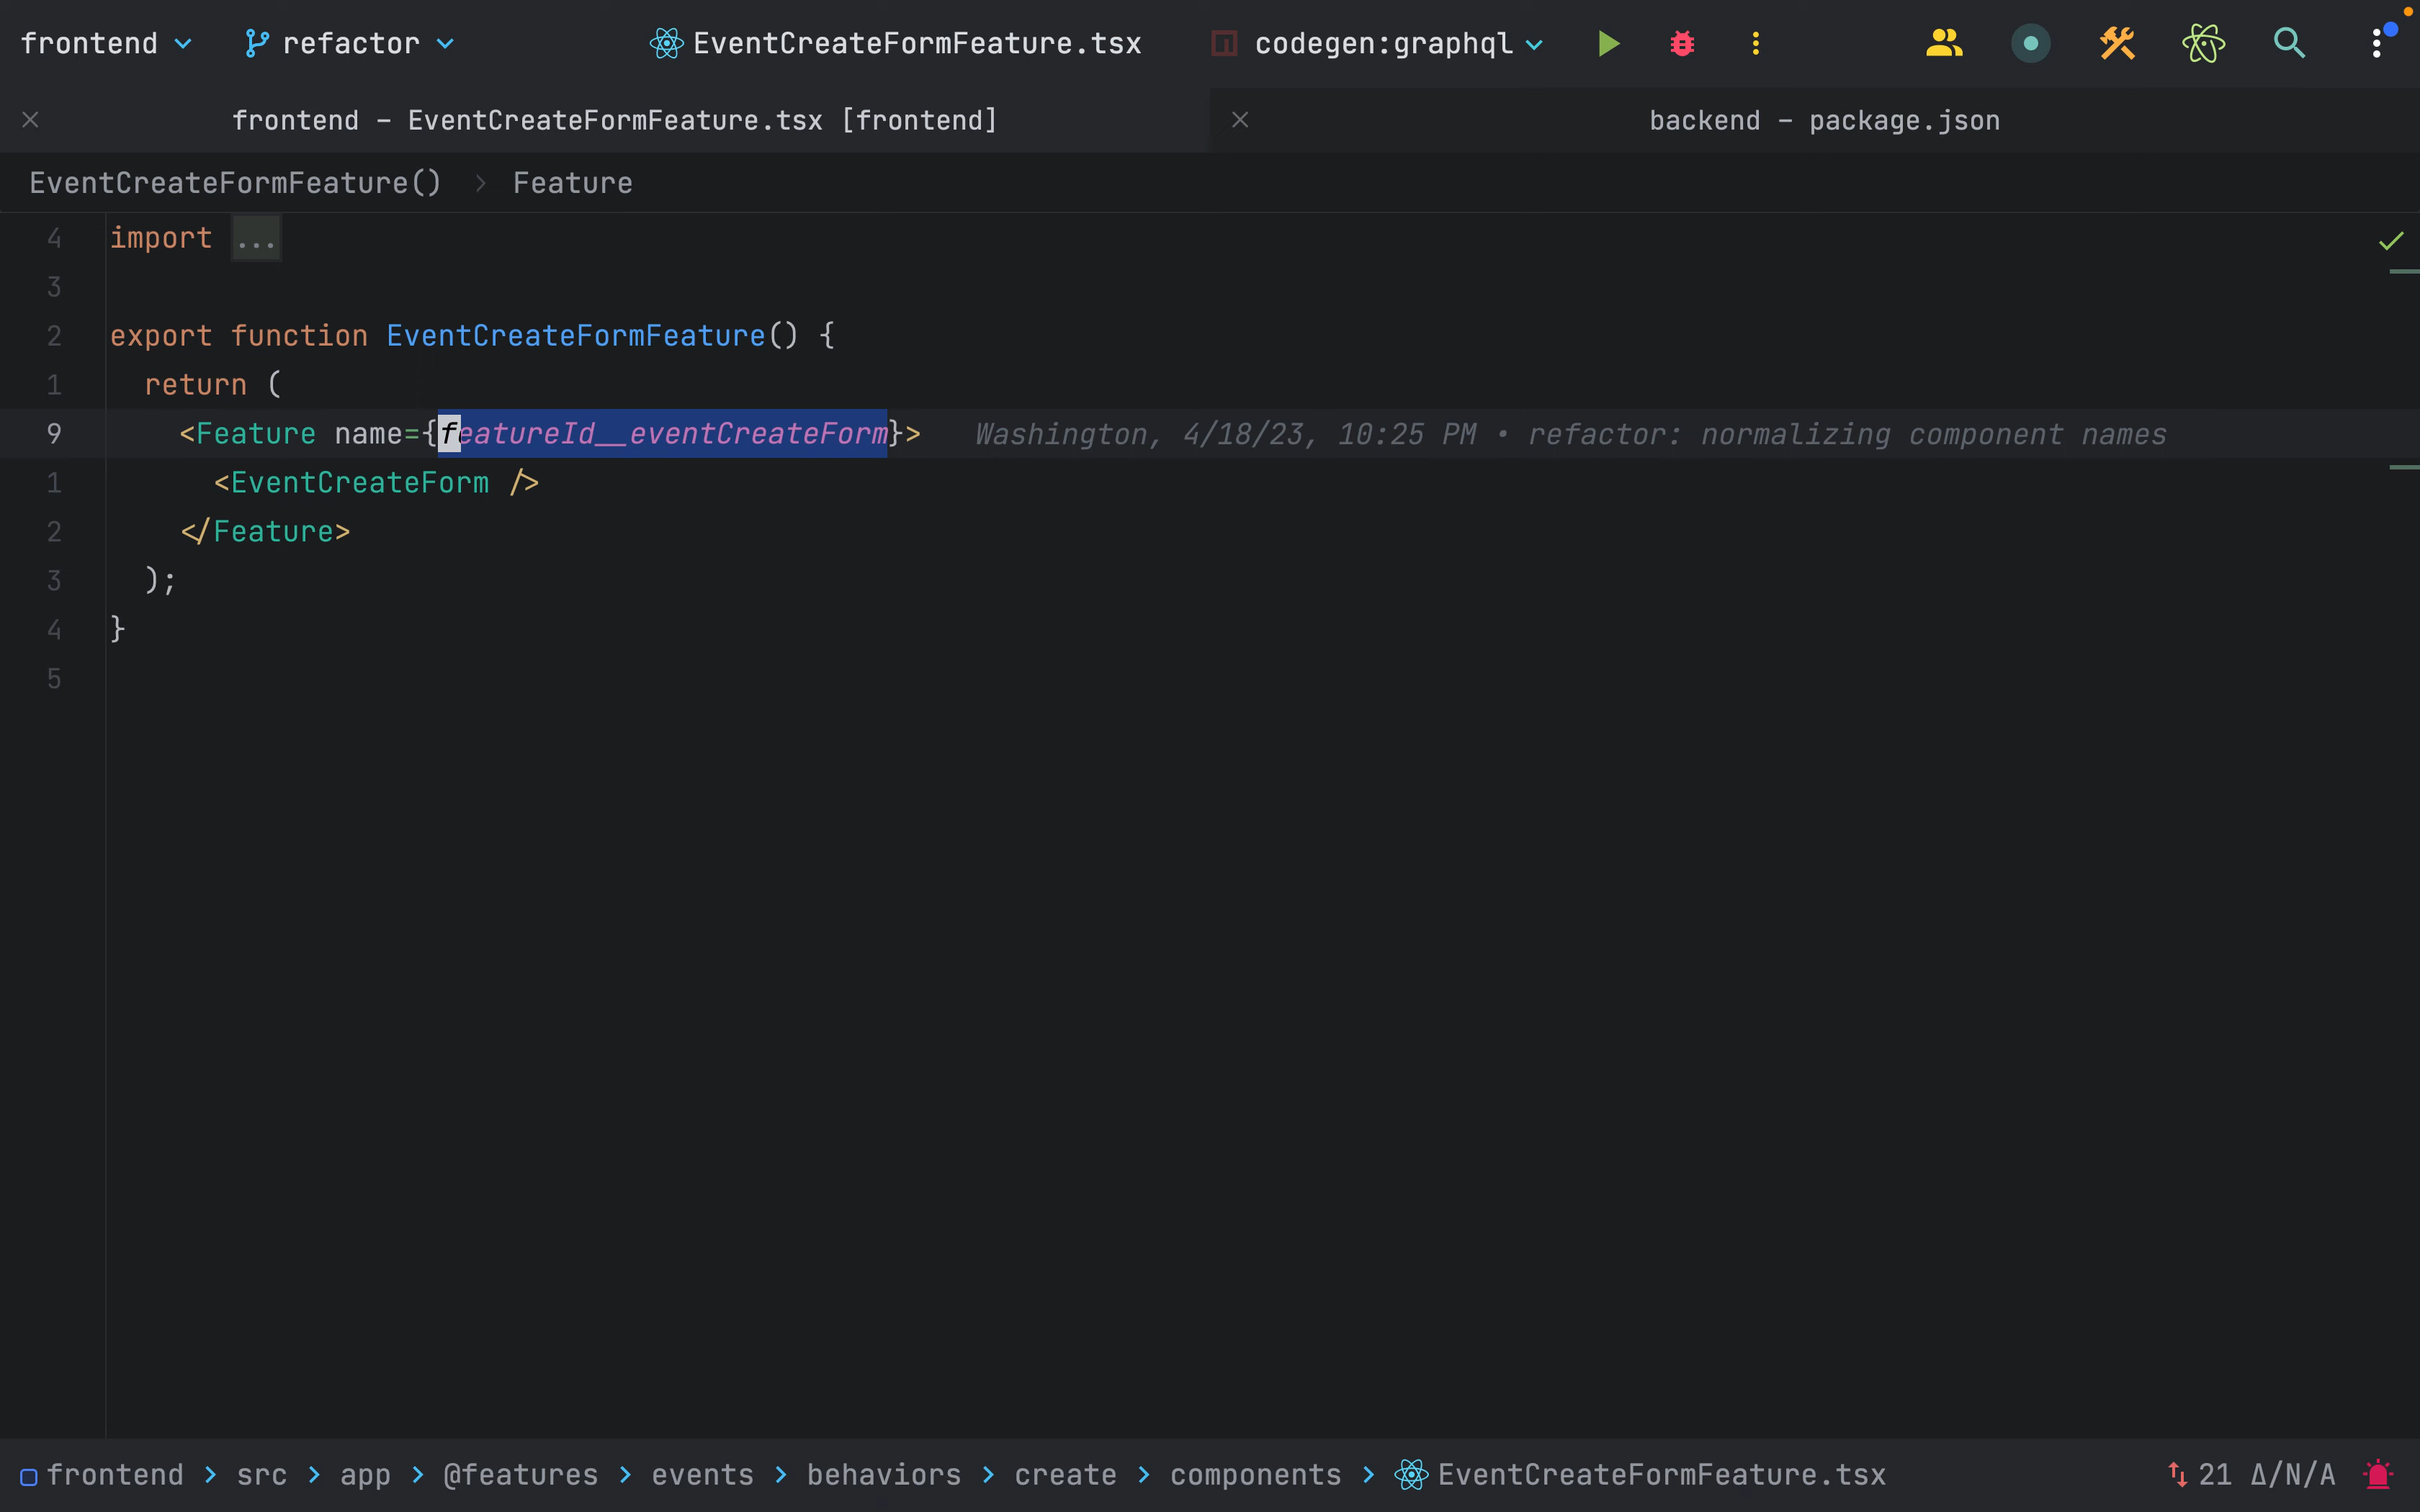 frontend refactor EventCreateFormFeature.tsx codegen:graphql
frontend – EventCreateFormFeature.tsx [frontend] backend – package.json
EventCreateFormFeature() > Feature
4 import ...
3
2 export function EventCreateFormFeature() {
1 return (
9 <Feature name={featureId__eventCreateForm}> Washington, 4/18/23, 10:25 PM • refactor: normalizing component names
1 <EventCreateForm />
2 </Feature>
3 );
4 }
5
frontend > src > app > @features > events > behaviors > create > components > EventCreateFormFeature.tsx 21 Δ/N/A